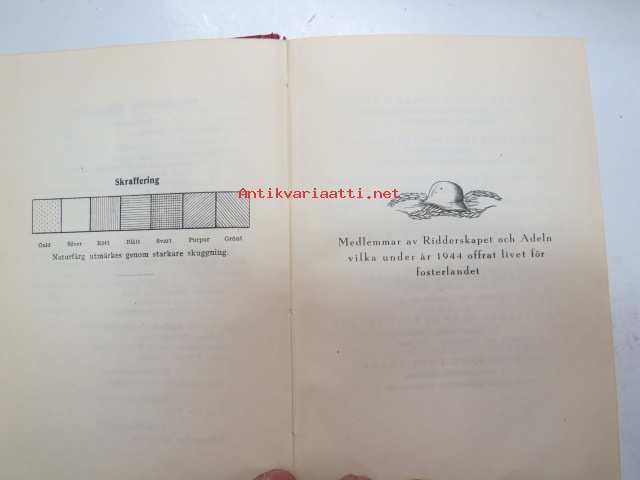 Skraffering
Guld Silver Rött Blått Svart Purpur Grönt
Naturfärg utmärkes genom starkare skuggning.
Antikvariaatti.net
Medlemmar av Ridderskapet och Adeln
vilka under år 1944 offrat livet för
fosterlandet